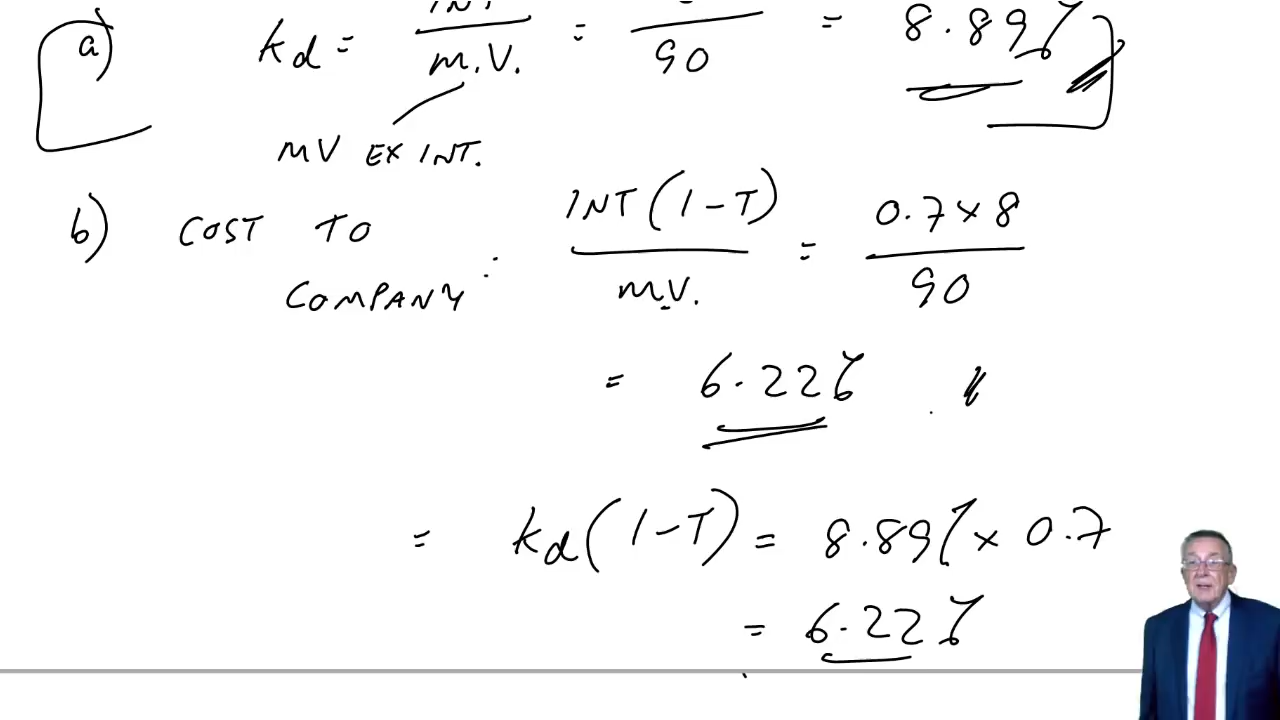 a) kd = INT / M.V. = / 90 = 8.89%
MV EX INT.
b) COST TO COMPANY : INT(1-T) / M.V. = 0.7 x 8 / 90
= 6.22%
= kd(1-T) = 8.89% x 0.7
= 6.22%